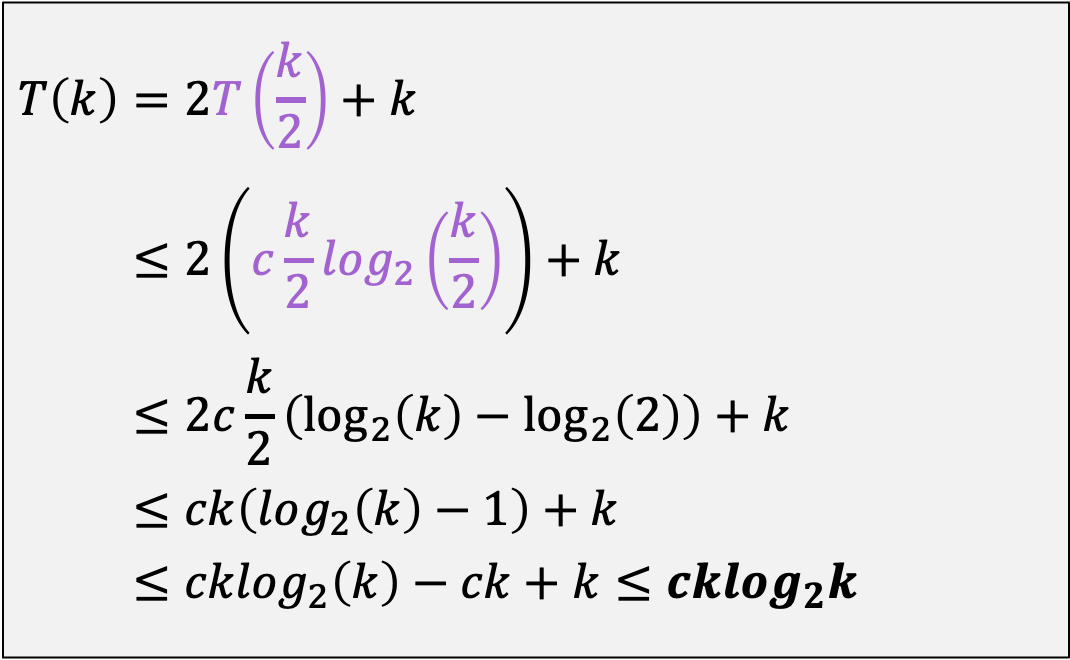 T(k) = 2T(k/2) + k
≤ 2(c k/2 log₂(k/2)) + k
≤ 2c k/2 (log₂(k) − log₂(2)) + k
≤ ck(log₂(k) − 1) + k
≤ cklog₂(k) − ck + k ≤ cklog₂k